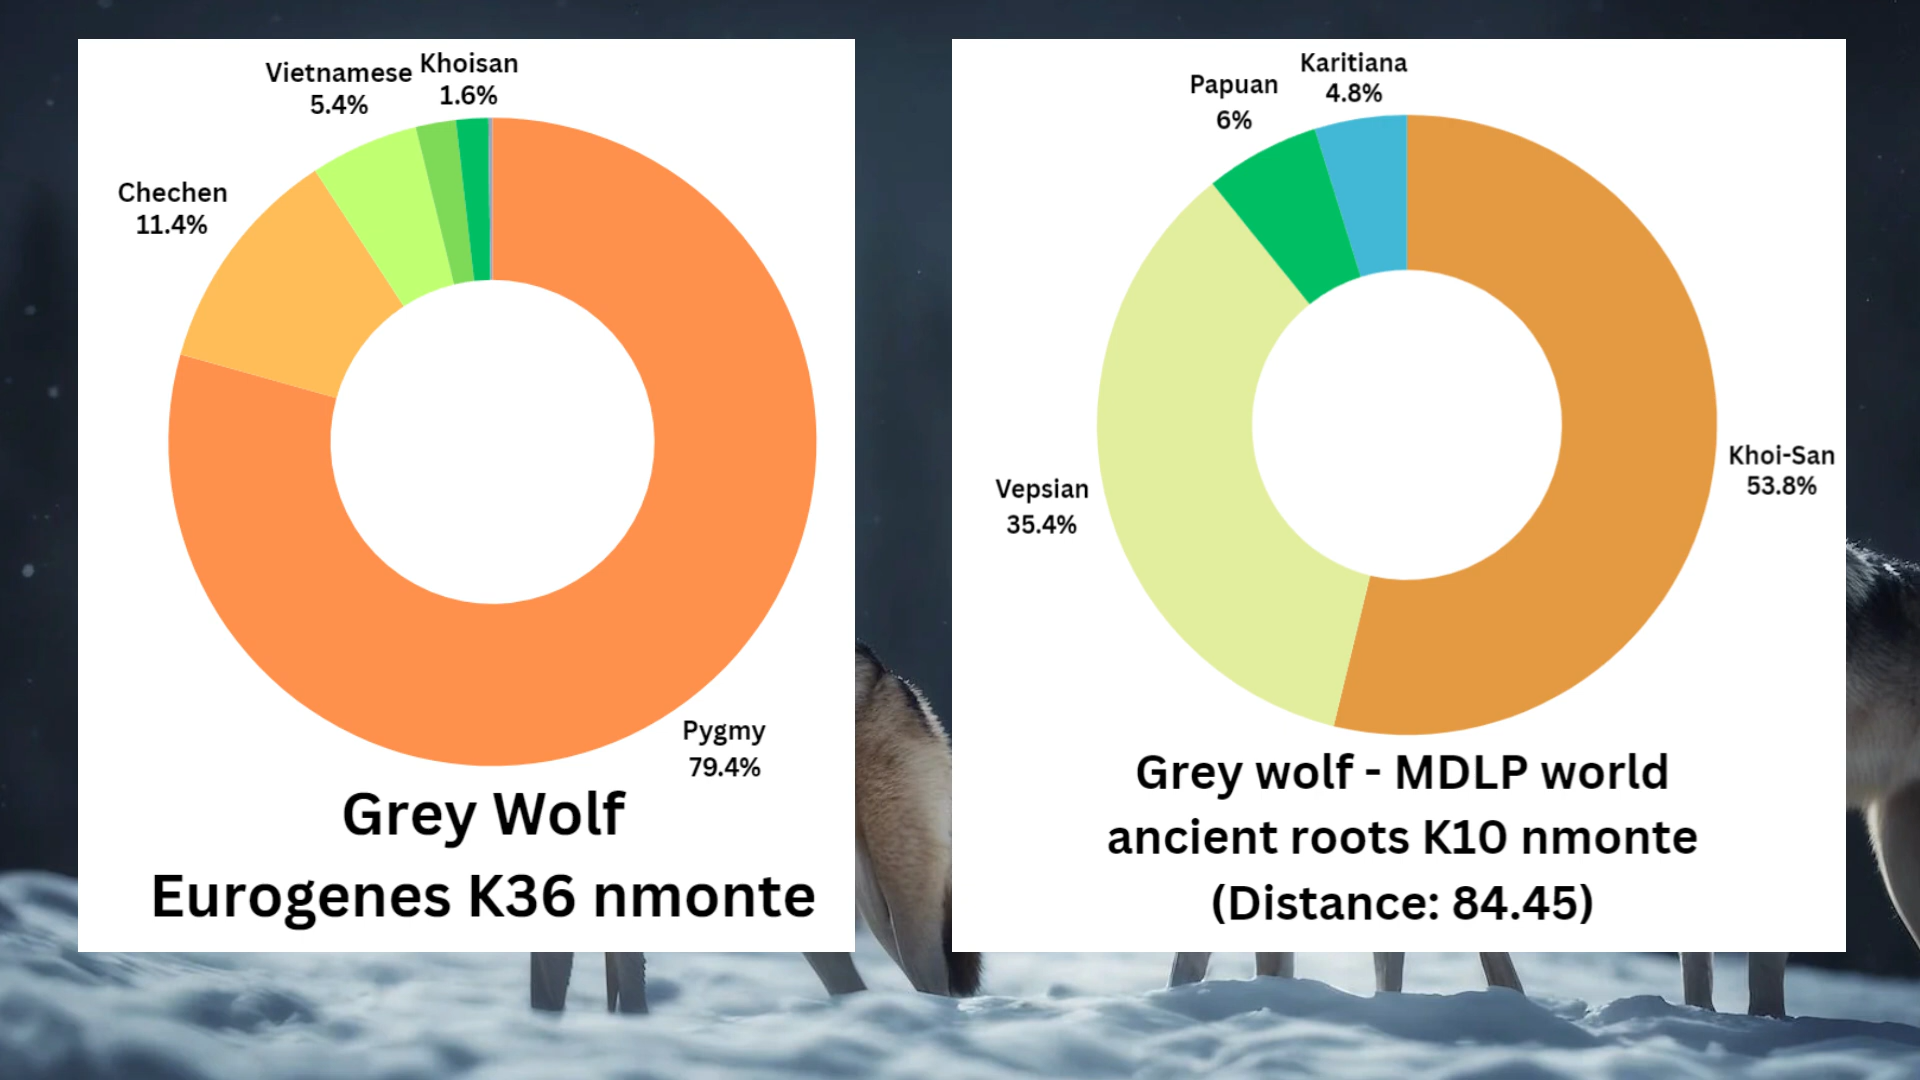 Vietnamese
5.4%
Khoisan
1.6%
Chechen
11.4%
Pygmy
79.4%
Grey Wolf
Eurogenes K36 nmonte
Papuan
6%
Karitiana
4.8%
Vepsian
35.4%
Khoi-San
53.8%
Grey wolf - MDLP world
ancient roots K10 nmonte
(Distance: 84.45)